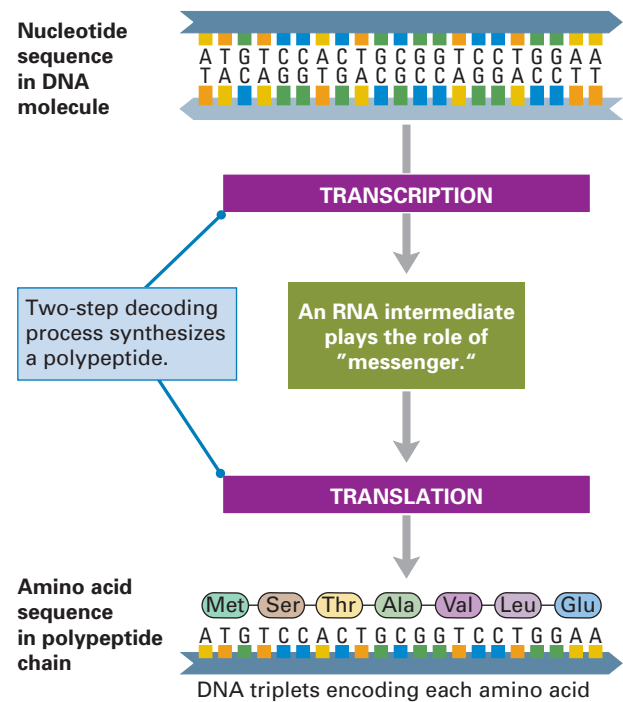 Nucleotide
sequence
in DNA
molecule
A T G T C C A C T G C G G T C C T G G A A
T A C A G G T G A C G C C A G G A C C T T
TRANSCRIPTION
Two-step decoding
process synthesizes
a polypeptide.
An RNA intermediate
plays the role of
”messenger.“
TRANSLATION
Amino acid
sequence
in polypeptide
chain
Met Ser Thr Ala Val Leu Glu
A T G T C C A C T G C G G T C C T G G A A
DNA triplets encoding each amino acid